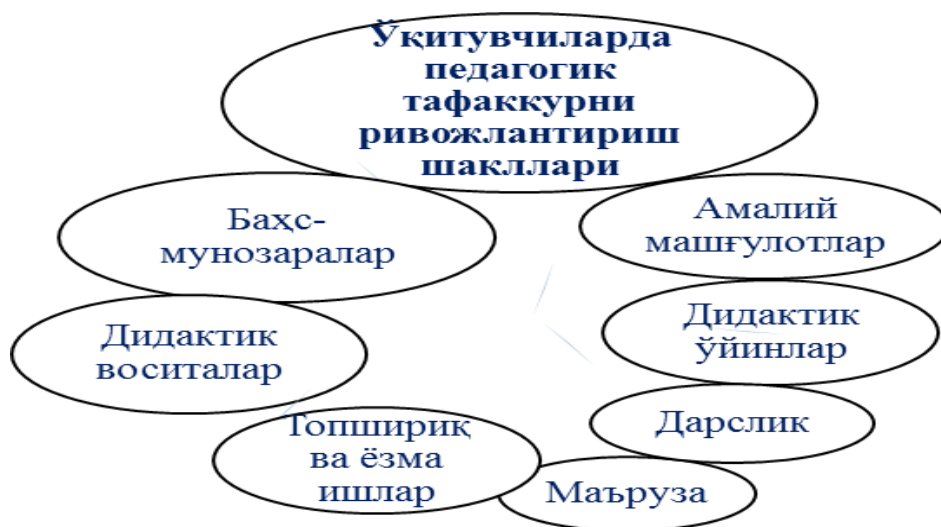 Ўқитувчиларда
педагогик
тафаккурни
ривожлантириш
шакллари
Баҳс-
мунозаралар
Амалий
машғулотлар
Дидактик
воситалар
Дидактик
ўйинлар
Топшириқ
ва ёзма
ишлар
Дарслик
Маъруза